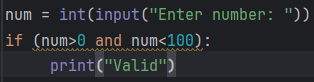 num = int(input("Enter number: "))
if (num>0 and num<100):
    print("Valid")